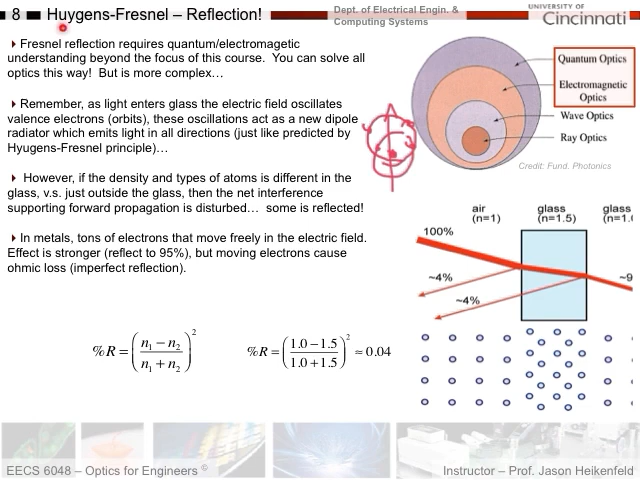 8 Huygens-Fresnel – Reflection!
Dept. of Electrical Engin. &
Computing Systems
UNIVERSITY OF
Cincinnati
Fresnel reflection requires quantum/electromagetic
understanding beyond the focus of this course. You can solve all
optics this way! But is more complex…
Remember, as light enters glass the electric field oscillates
valence electrons (orbits), these oscillations act as a new dipole
radiator which emits light in all directions (just like predicted by
Hyugens-Fresnel principle)…
However, if the density and types of atoms is different in the
glass, v.s. just outside the glass, then the net interference
supporting forward propagation is disturbed… some is reflected!
In metals, tons of electrons that move freely in the electric field.
Effect is stronger (reflect to 95%), but moving electrons cause
ohmic loss (imperfect reflection).
%R = ((n₁ − n₂) / (n₁ + n₂))²
%R = ((1.0 − 1.5) / (1.0 + 1.5))² ≈ 0.04
Quantum Optics
Electromagnetic
Optics
Wave Optics
Ray Optics
Credit: Fund. Photonics
air
(n=1)
glass
(n=1.5)
glass
(n=1.0
100%
~4%
~4%
~9
EECS 6048 – Optics for Engineers ©
Instructor – Prof. Jason Heikenfeld